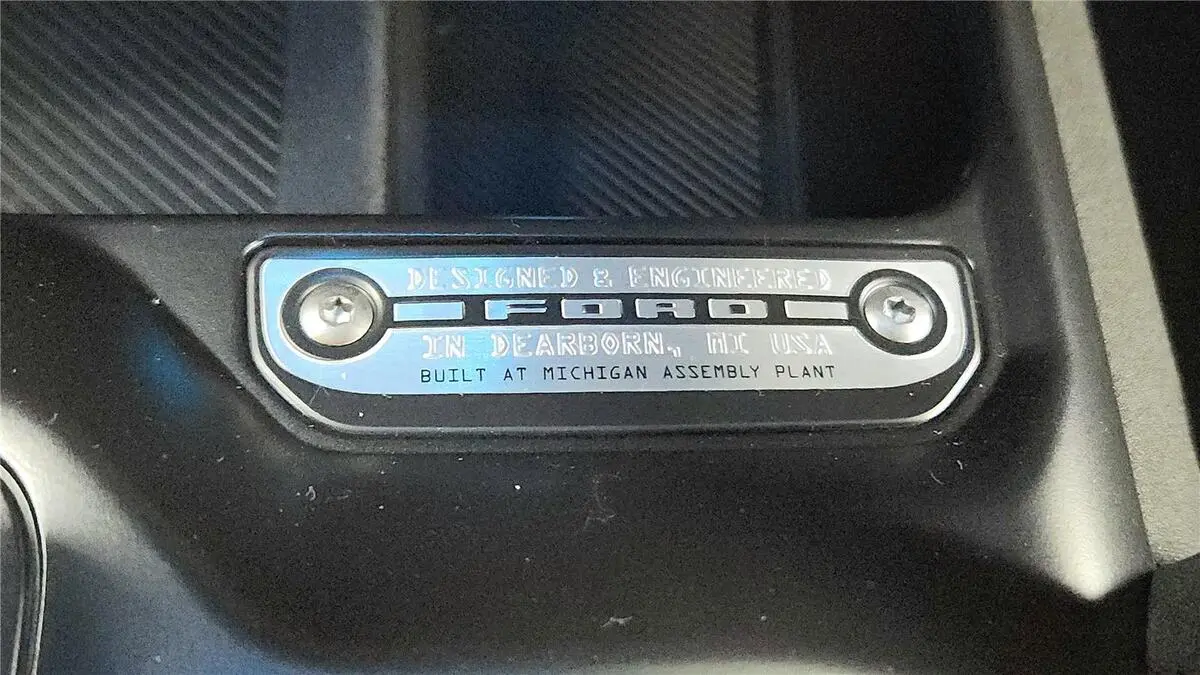 DESIGNED & ENGINEERED
FORD
IN DEARBORN, MI USA
BUILT AT MICHIGAN ASSEMBLY PLANT